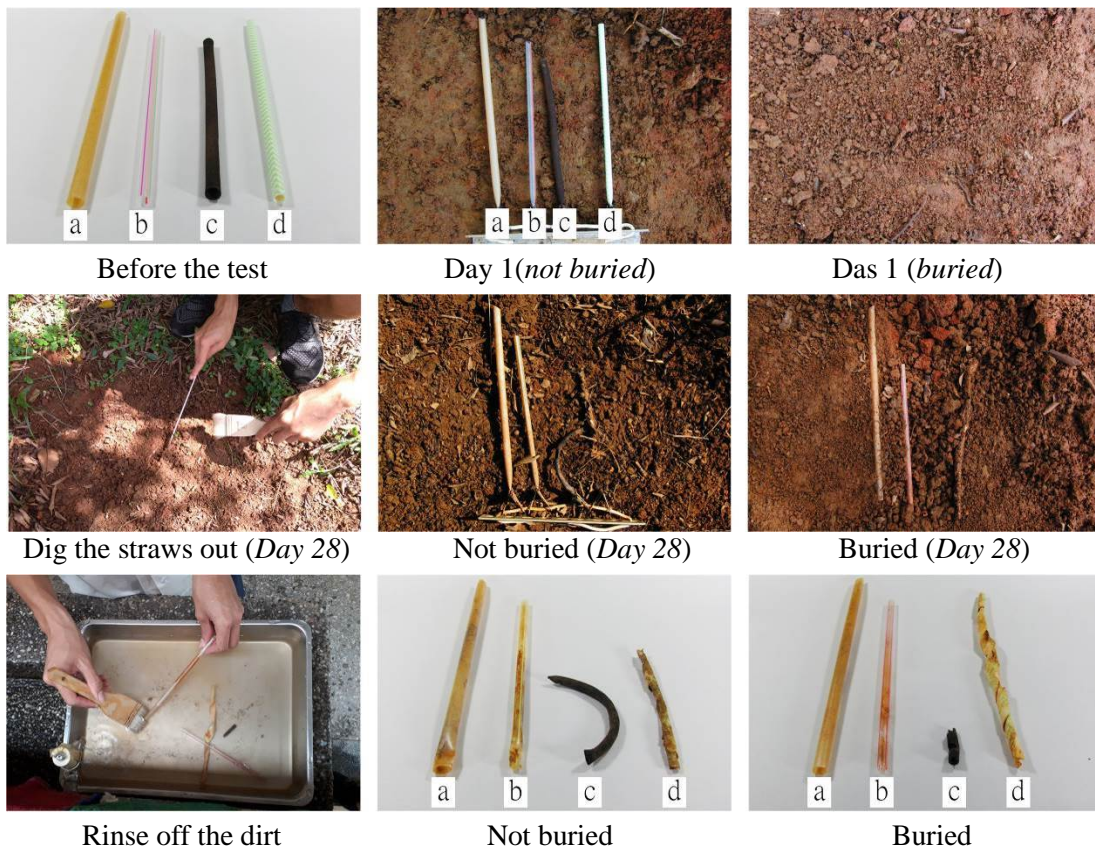 a b c d
a b c d
Before the test
Day 1(not buried)
Das 1 (buried)
Dig the straws out (Day 28)
Not buried (Day 28)
Buried (Day 28)
a b c d
a b c d
Rinse off the dirt
Not buried
Buried